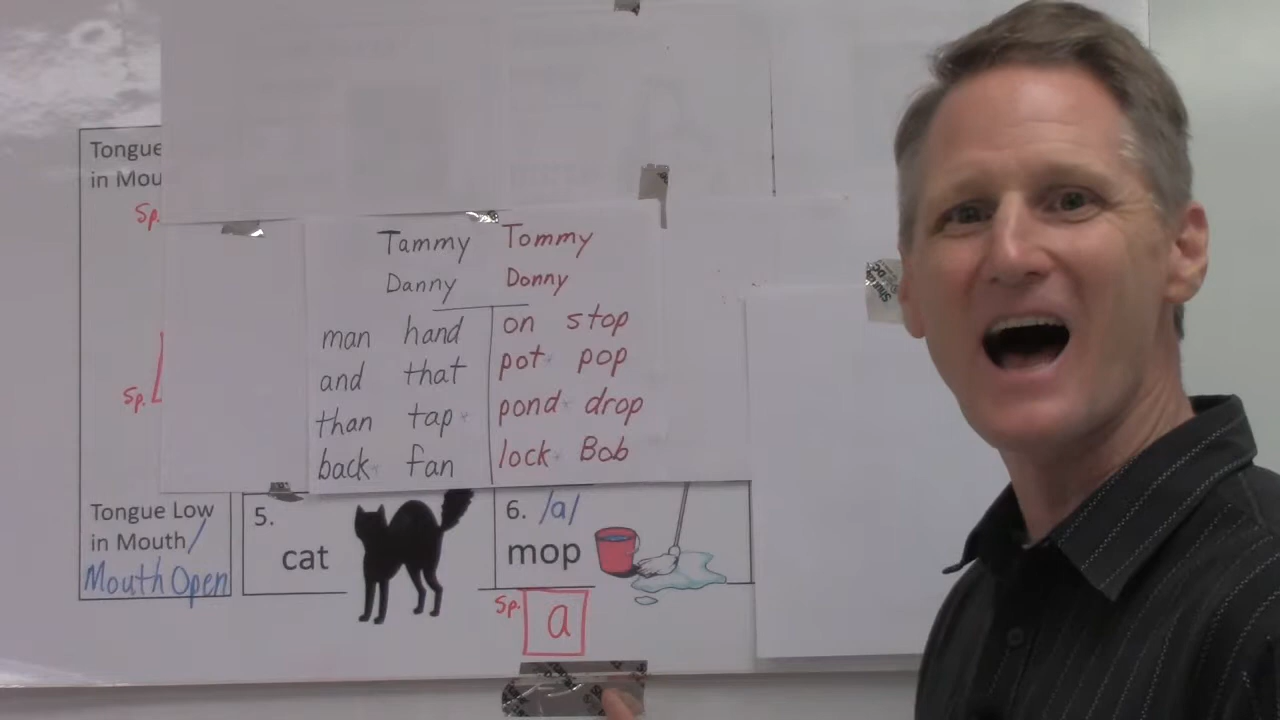 Tongue
in Mou
Sp.
Sp.
Tammy Tommy
Danny Donny
man hand on stop
and that pot pop
than tap pond drop
back fan lock Bob
Tongue Low
in Mouth/
Mouth Open
5.
cat
6. /a/
mop
Sp. a